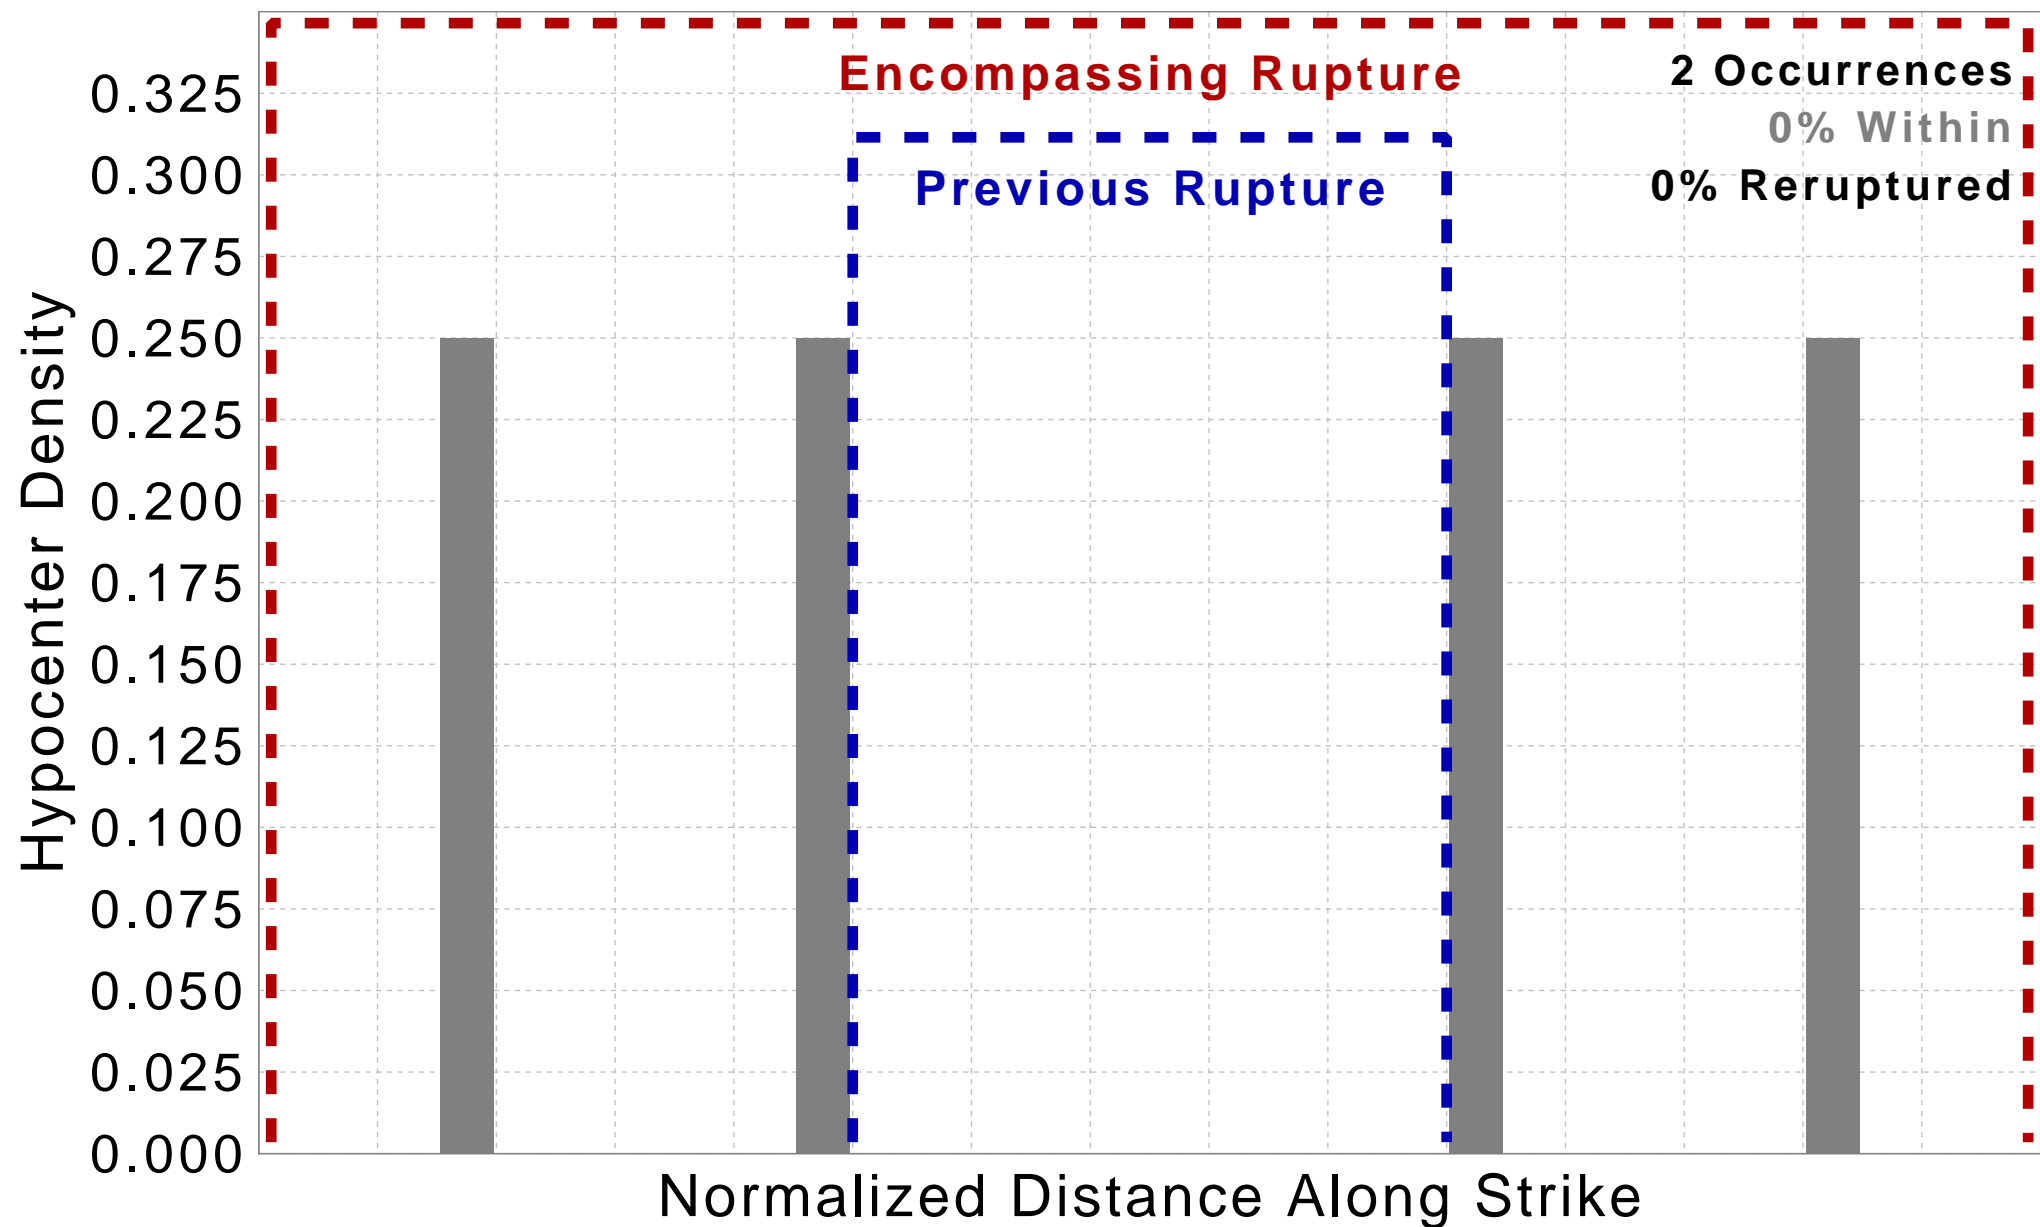 Encompassing Rupture
2 Occurrences
0% Within
0% Reruptured
Previous Rupture
0.325
0.300
0.275
0.250
0.225
0.200
0.175
0.150
0.125
0.100
0.075
0.050
0.025
0.000
Hypocenter Density
Normalized Distance Along Strike